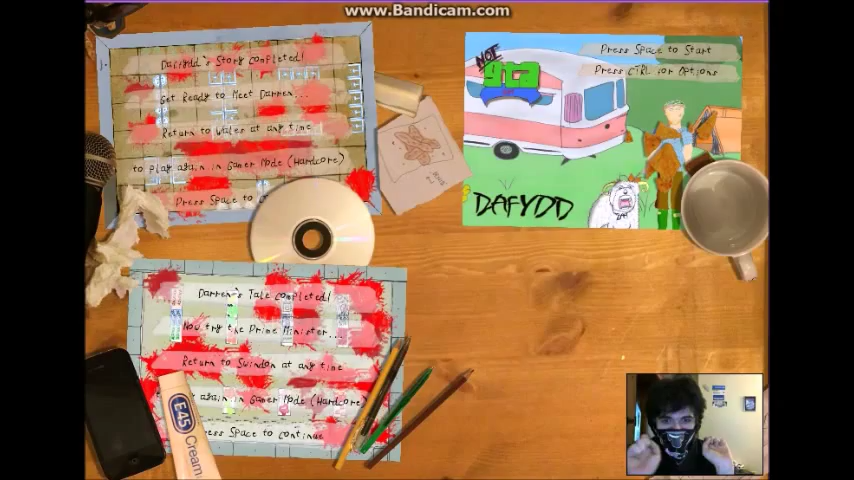 www.Bandicam.com
Dafydd's Story Completed!
Get Ready to Meet Darren...
Return to Wales at any time
to play again in Gamer Mode (Hardcore)
Press Space to
NOT
gta
Press Space to Start
Press CTRL for Options
DAFYDD
Darren's Tale Completed!
Now try the Prime Minister...
Return to Swindon at any time
again in Gamer Mode (Hardcore)
Press Space to continue
E45
Cream